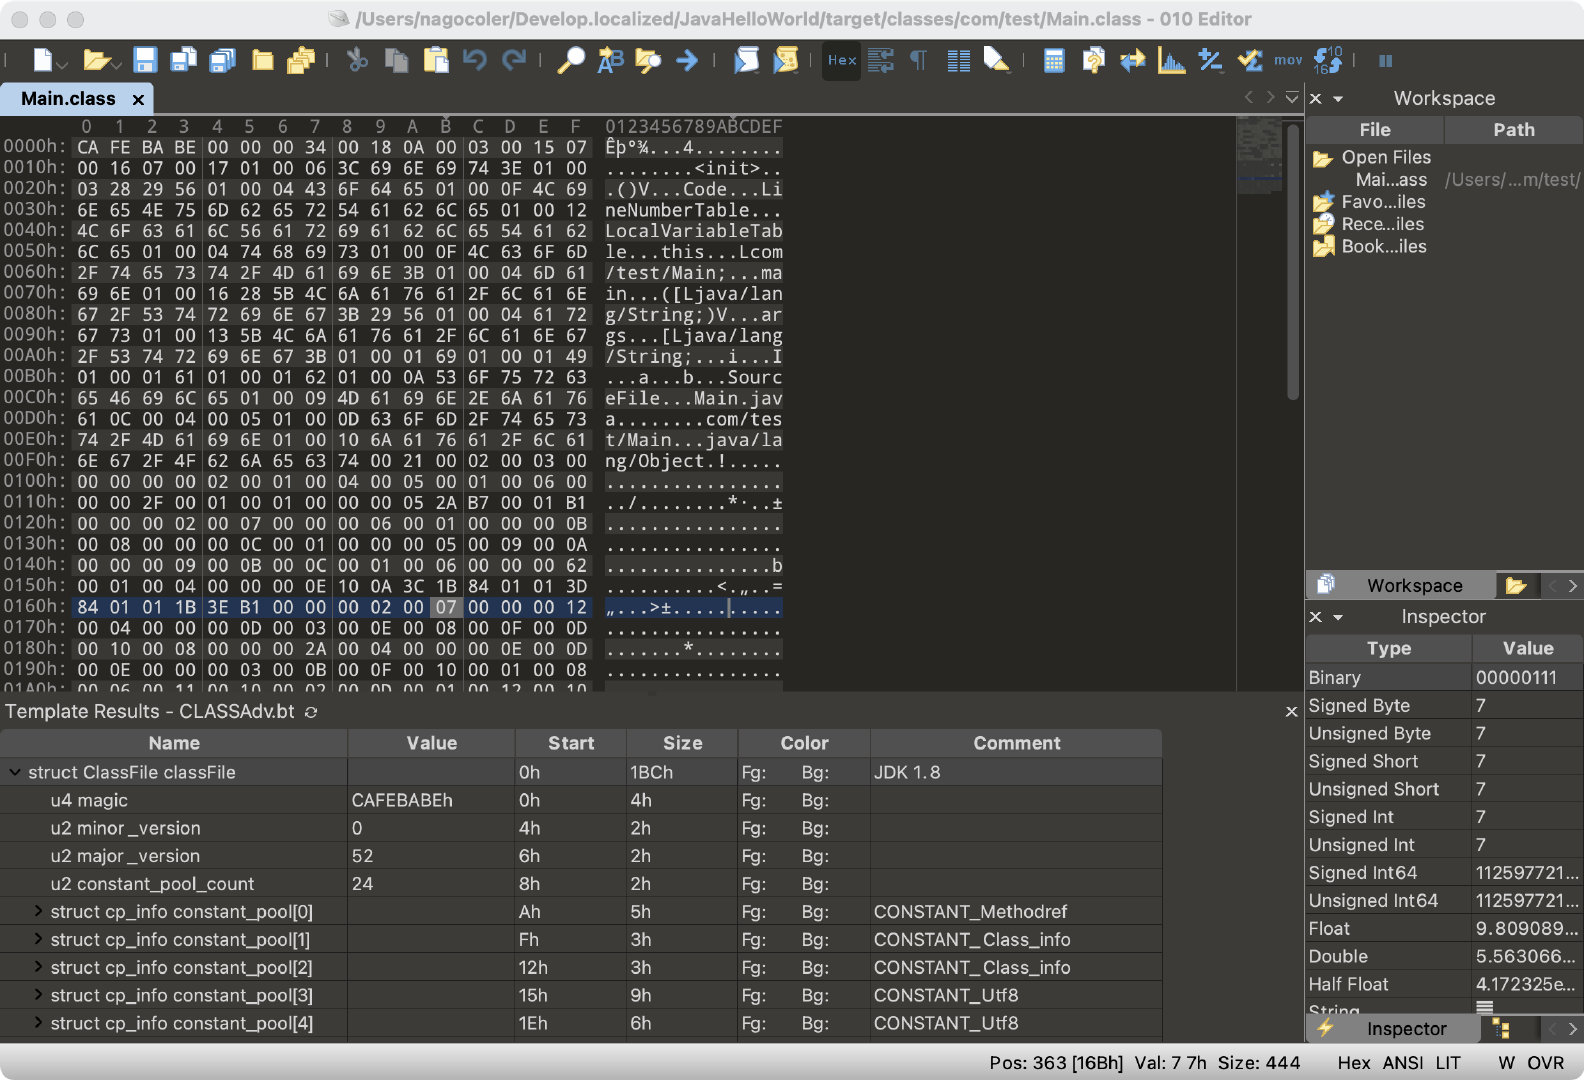 /Users/nagocoler/Develop.localized/JavaHelloWorld/target/classes/com/test/Main.class - 010 Editor
Hex
mov
10
16
Main.class
0 1 2 3 4 5 6 7 8 9 A B C D E F 0123456789ABCDEF
0000h: CA FE BA BE 00 00 00 34 00 18 0A 00 03 00 15 07 Êþº¾...4........
0010h: 00 16 07 00 17 01 00 06 3C 69 6E 69 74 3E 01 00 ........<init>..
0020h: 03 28 29 56 01 00 04 43 6F 64 65 01 00 0F 4C 69 .()V...Code...Li
0030h: 6E 65 4E 75 6D 62 65 72 54 61 62 6C 65 01 00 12 neNumberTable...
0040h: 4C 6F 63 61 6C 56 61 72 69 61 62 6C 65 54 61 62 LocalVariableTab
0050h: 6C 65 01 00 04 74 68 69 73 01 00 0F 4C 63 6F 6D le...this...Lcom
0060h: 2F 74 65 73 74 2F 4D 61 69 6E 3B 01 00 04 6D 61 /test/Main;...ma
0070h: 69 6E 01 00 16 28 5B 4C 6A 61 76 61 2F 6C 61 6E in...([Ljava/lan
0080h: 67 2F 53 74 72 69 6E 67 3B 29 56 01 00 04 61 72 g/String;)V...ar
0090h: 67 73 01 00 13 5B 4C 6A 61 76 61 2F 6C 61 6E 67 gs...[Ljava/lang
00A0h: 2F 53 74 72 69 6E 67 3B 01 00 01 69 01 00 01 49 /String;...i...I
00B0h: 01 00 01 61 01 00 01 62 01 00 0A 53 6F 75 72 63 ...a...b...Sourc
00C0h: 65 46 69 6C 65 01 00 09 4D 61 69 6E 2E 6A 61 76 eFile...Main.jav
00D0h: 61 0C 00 04 00 05 01 00 0D 63 6F 6D 2F 74 65 73 a........com/tes
00E0h: 74 2F 4D 61 69 6E 01 00 10 6A 61 76 61 2F 6C 61 t/Main...java/la
00F0h: 6E 67 2F 4F 62 6A 65 63 74 00 21 00 02 00 03 00 ng/Object.!.....
0100h: 00 00 00 00 02 00 01 00 04 00 05 00 01 00 06 00 ................
0110h: 00 00 2F 00 01 00 01 00 00 00 05 2A B7 00 01 B1 ../........*·..±
0120h: 00 00 00 02 00 07 00 00 00 06 00 01 00 00 00 0B ................
0130h: 00 08 00 00 00 0C 00 01 00 00 00 05 00 09 00 0A ................
0140h: 00 00 00 09 00 0B 00 0C 00 01 00 06 00 00 00 62 ...............b
0150h: 00 01 00 04 00 00 00 0E 10 0A 3C 1B 84 01 01 3D ..........<.„..=
0160h: 84 01 01 1B 3E B1 00 00 00 02 00 07 00 00 00 12 „...>±..........
0170h: 00 04 00 00 00 0D 00 03 00 0E 00 08 00 0F 00 0D ................
0180h: 00 10 00 08 00 00 00 2A 00 04 00 00 00 0E 00 0D .......*........
0190h: 00 0E 00 00 00 03 00 0B 00 0F 00 10 00 01 00 08 ................
01A0h: 00 06 00 11 00 10 00 02 00 0D 00 01 00 12 00 10
Template Results - CLASSAdv.bt
Name Value Start Size Color Comment
struct ClassFile classFile 0h 1BCh Fg: Bg: JDK 1.8
u4 magic CAFEBABEh 0h 4h Fg: Bg:
u2 minor_version 0 4h 2h Fg: Bg:
u2 major_version 52 6h 2h Fg: Bg:
u2 constant_pool_count 24 8h 2h Fg: Bg:
struct cp_info constant_pool[0] Ah 5h Fg: Bg: CONSTANT_Methodref
struct cp_info constant_pool[1] Fh 3h Fg: Bg: CONSTANT_Class_info
struct cp_info constant_pool[2] 12h 3h Fg: Bg: CONSTANT_Class_info
struct cp_info constant_pool[3] 15h 9h Fg: Bg: CONSTANT_Utf8
struct cp_info constant_pool[4] 1Eh 6h Fg: Bg: CONSTANT_Utf8
Workspace
File Path
Open Files
Mai...ass /Users/...m/test/
Favo...iles
Rece...iles
Book...iles
Workspace
Inspector
Type Value
Binary 00000111
Signed Byte 7
Unsigned Byte 7
Signed Short 7
Unsigned Short 7
Signed Int 7
Unsigned Int 7
Signed Int64 112597721...
Unsigned Int64 112597721...
Float 9.809089...
Double 5.563066...
Half Float 4.172325e...
String
Inspector
Pos: 363 [16Bh] Val: 7 7h Size: 444 Hex ANSI LIT W OVR